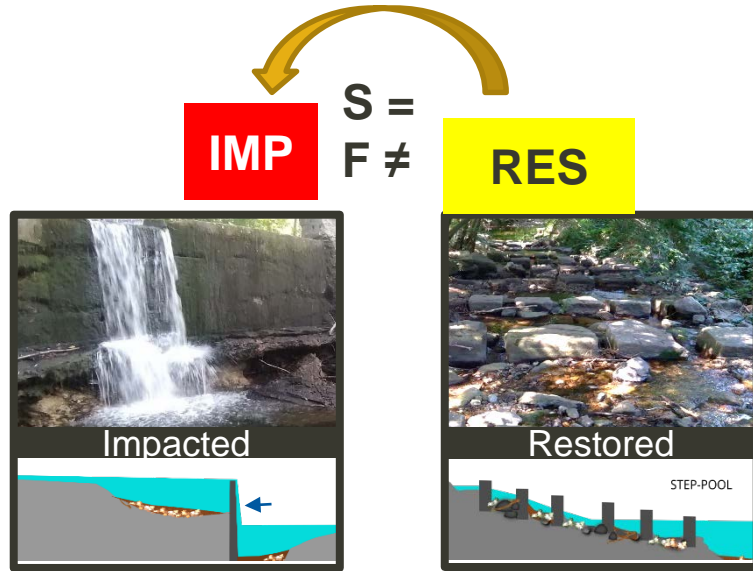 S =
F ≠
IMP
RES
Impacted
Restored
STEP-POOL